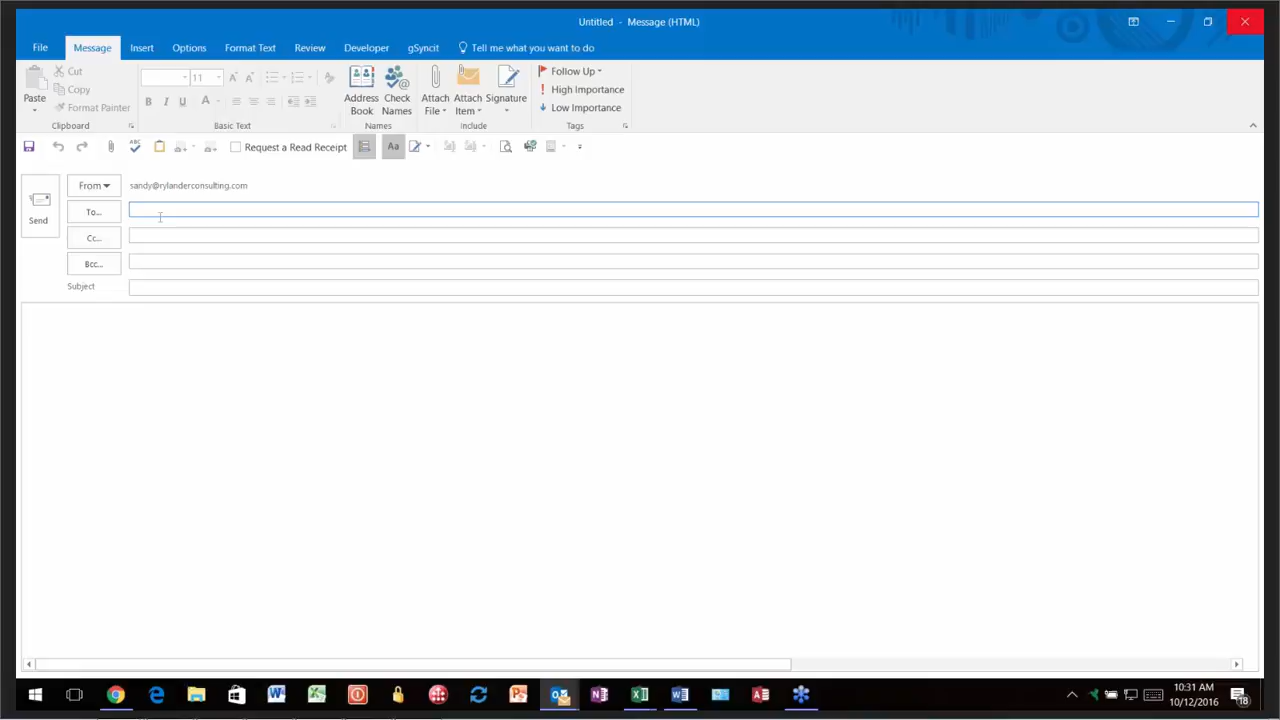 Untitled - Message (HTML)
File Message Insert Options Format Text Review Developer gSyncit Tell me what you want to do
Paste
Cut
Copy
Format Painter
Clipboard
11
B I U A
Basic Text
Address Book
Check Names
Names
Attach File
Attach Item
Signature
Include
Follow Up
High Importance
Low Importance
Tags
ABC
Request a Read Receipt
Aa
Send
From
sandy@rylanderconsulting.com
To...
Cc...
Bcc...
Subject
10:31 AM
10/12/2016
18